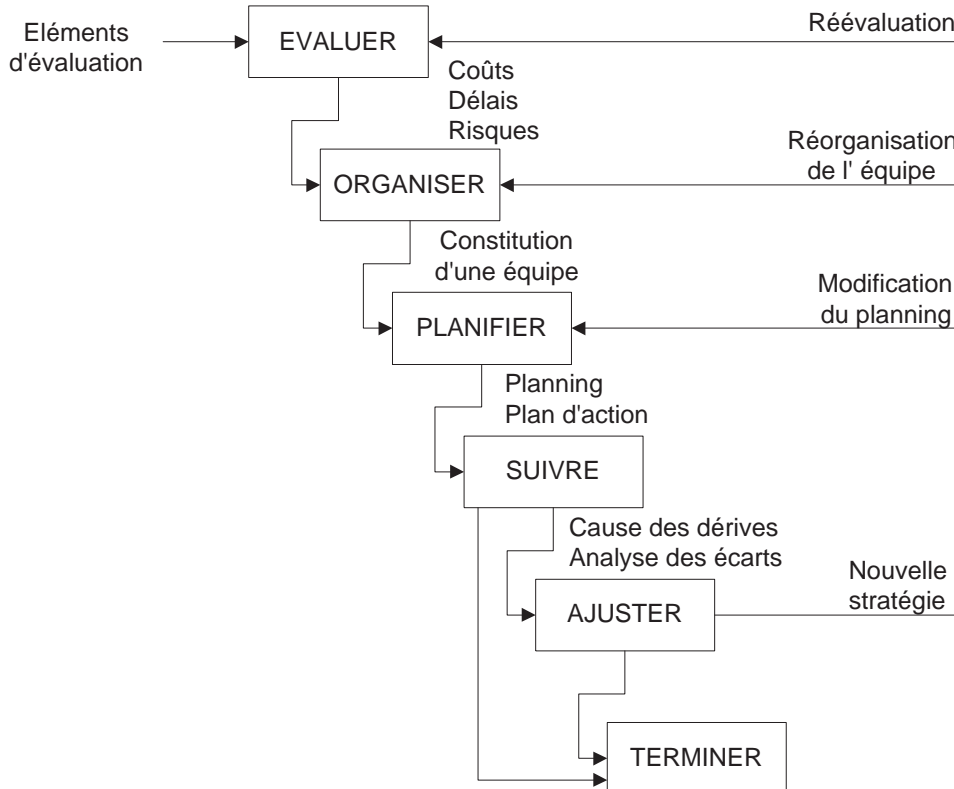 Eléments
d'évaluation
EVALUER
Réévaluation
Coûts
Délais
Risques
ORGANISER
Réorganisation
de l' équipe
Constitution
d'une équipe
PLANIFIER
Modification
du planning
Planning
Plan d'action
SUIVRE
Cause des dérives
Analyse des écarts
AJUSTER
Nouvelle
stratégie
TERMINER